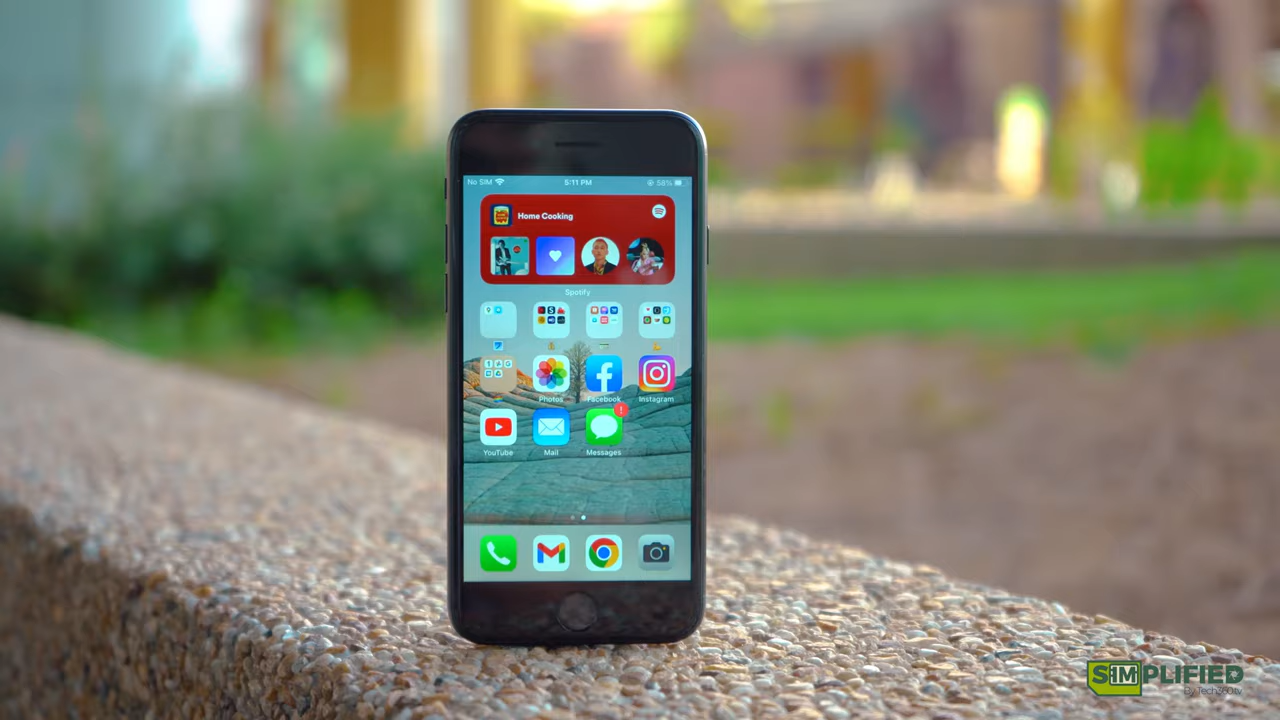 No SIM
5:11 PM
58%
Home Cooking
Spotify
Photos
Facebook
Instagram
YouTube
Mail
Messages
SIMPLIFIED
By Tech360.tv